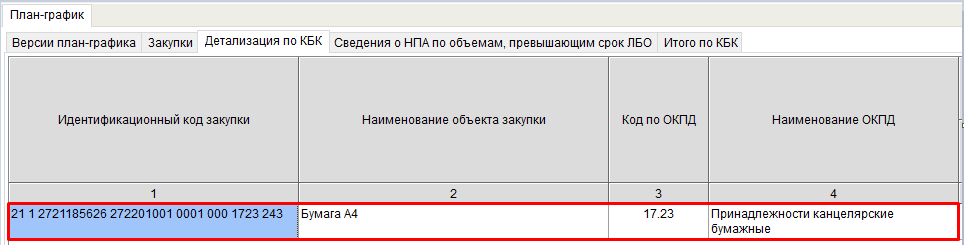 План-график
Версии план-графика Закупки Детализация по КБК Сведения о НПА по объемам, превышающим срок ЛБО Итого по КБК
Идентификационный код закупки Наименование объекта закупки Код по ОКПД Наименование ОКПД
1 2 3 4
21 1 2721185626 272201001 0001 000 1723 243 Бумага А4 17.23 Принадлежности канцелярские
бумажные